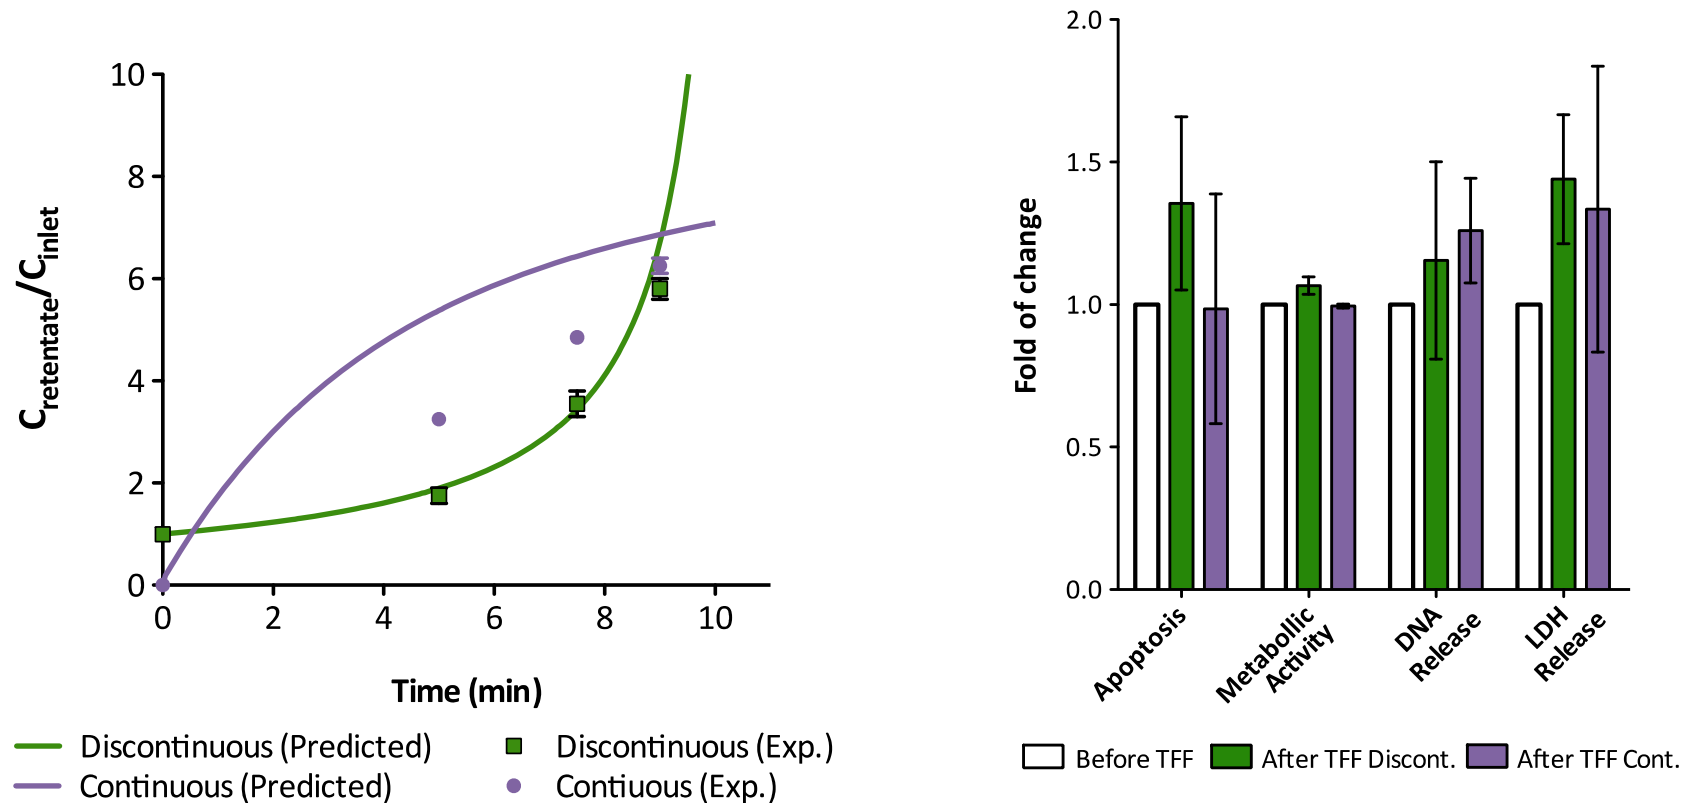 10
8
6
4
2
0
0 2 4 6 8 10
Cretentate/Cinlet
Time (min)
Discontinuous (Predicted)
Discontinuous (Exp.)
Continuous (Predicted)
Contiuous (Exp.)
2.0
1.5
1.0
0.5
0.0
Fold of change
Apoptosis
Metabollic
Activity
DNA
Release
LDH
Release
Before TFF
After TFF Discont.
After TFF Cont.